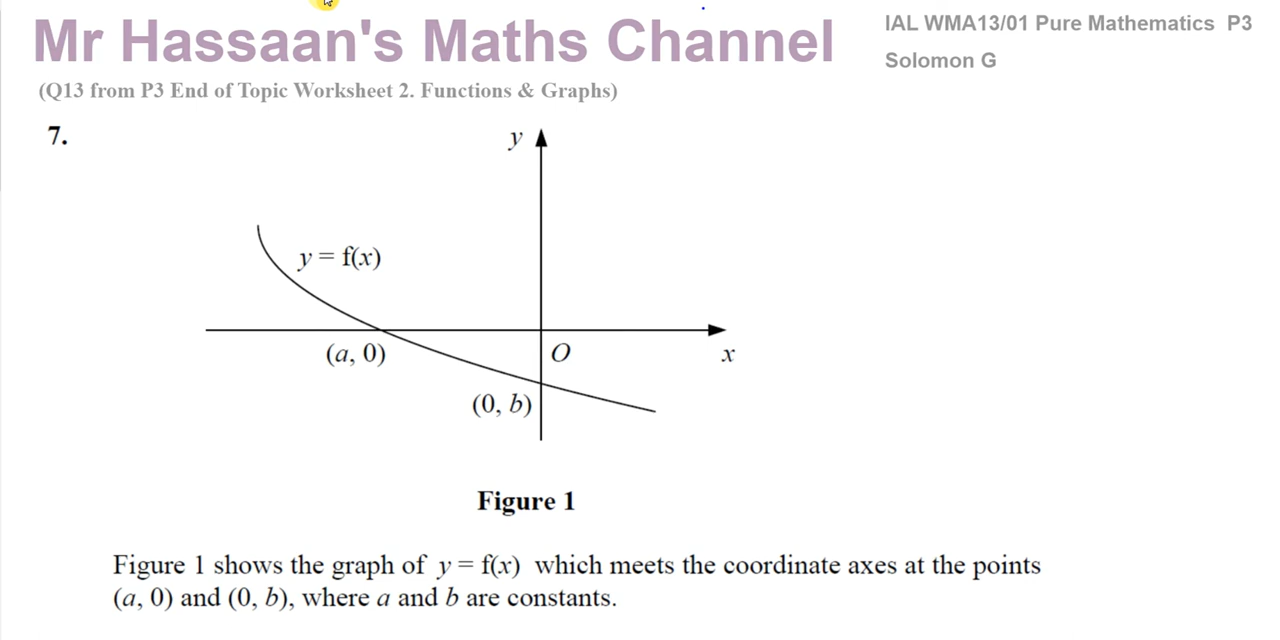 Mr Hassaan's Maths Channel
IAL WMA13/01 Pure Mathematics P3
Solomon G
(Q13 from P3 End of Topic Worksheet 2. Functions & Graphs)
7.
y
y = f(x)
(a, 0)
O
x
(0, b)
Figure 1
Figure 1 shows the graph of y = f(x) which meets the coordinate axes at the points
(a, 0) and (0, b), where a and b are constants.